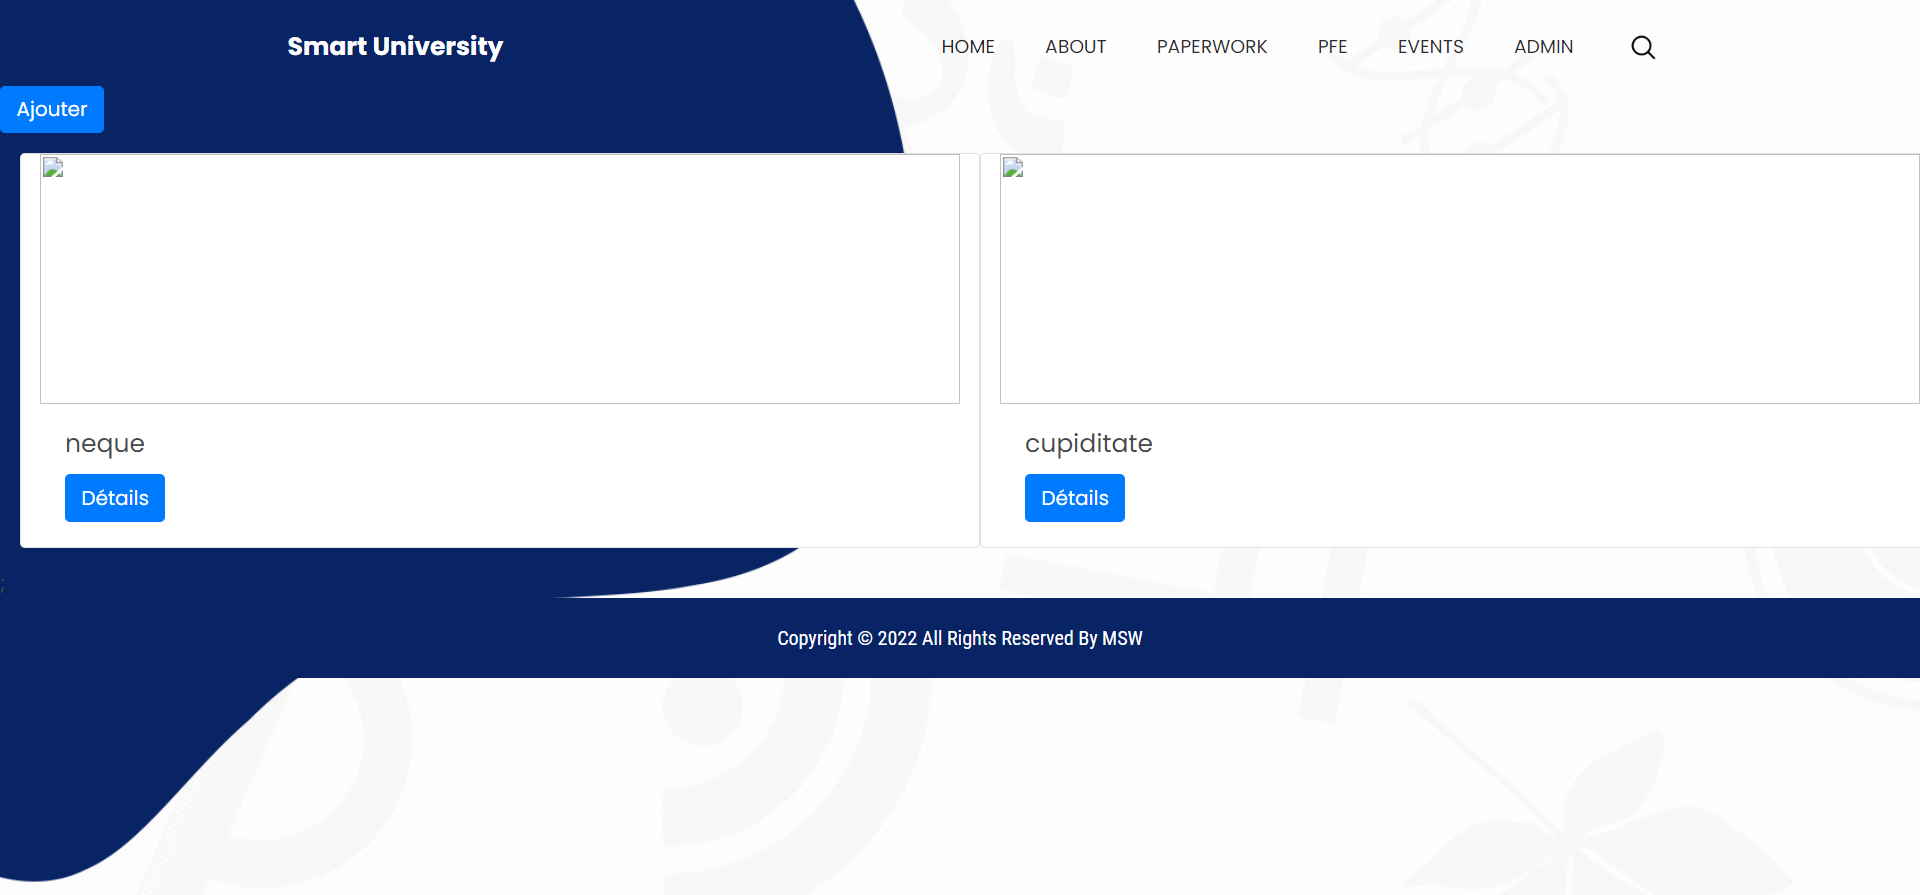 Smart University
HOME ABOUT PAPERWORK PFE EVENTS ADMIN
Ajouter
neque
Détails
cupiditate
Détails
;
Copyright © 2022 All Rights Reserved By MSW